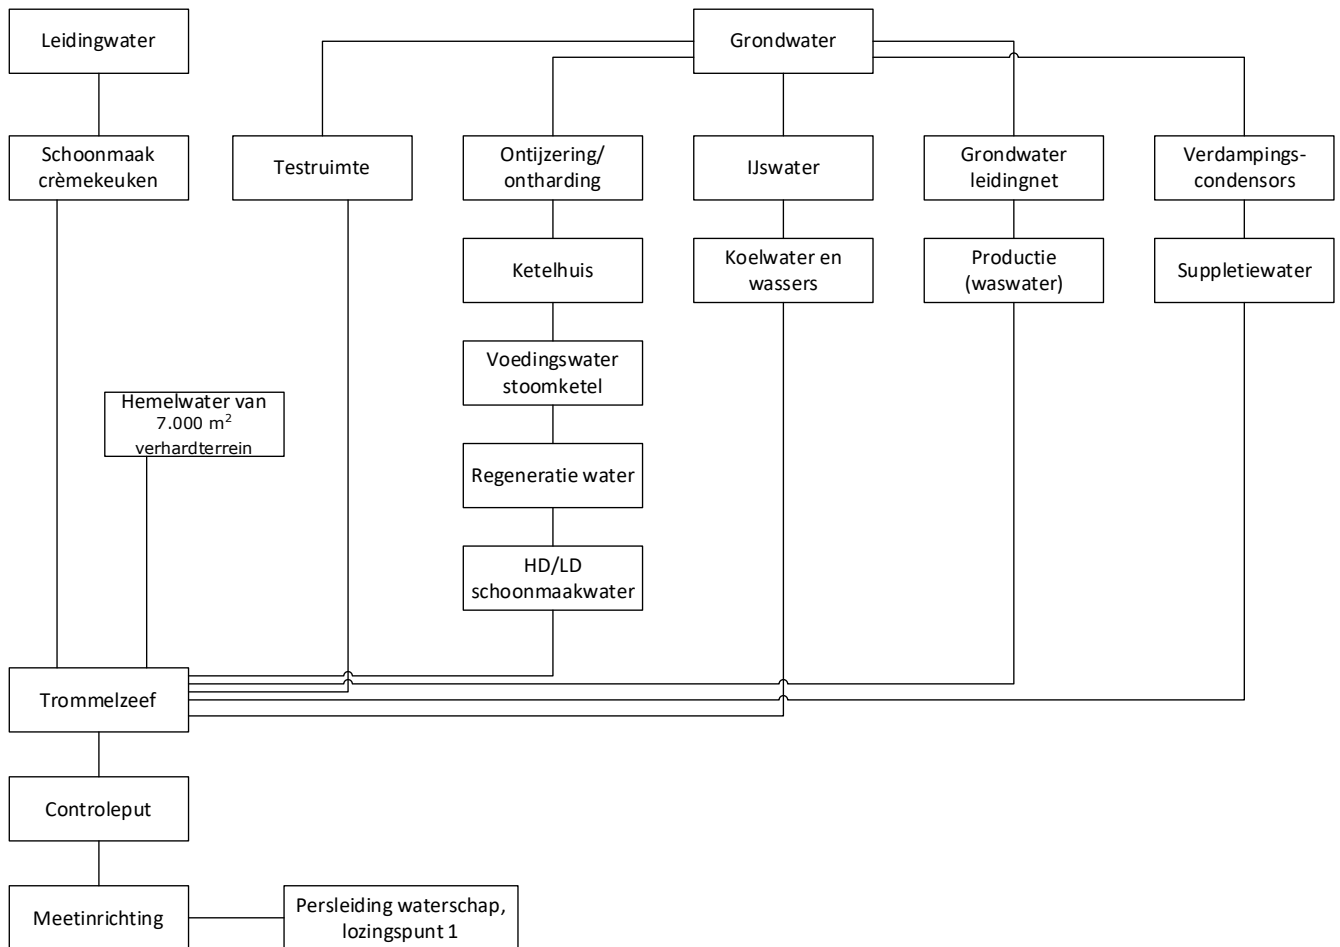 Leidingwater
Grondwater
Schoonmaak
crèmekeuken
Testruimte
Ontijzering/
ontharding
IJswater
Grondwater
leidingnet
Verdampings-
condensors
Ketelhuis
Koelwater en
wassers
Productie
(waswater)
Suppletiewater
Voedingswater
stoomketel
Hemelwater van
7.000 m²
verhardterrein
Regeneratie water
HD/LD
schoonmaakwater
Trommelzeef
Controleput
Meetinrichting
Persleiding waterschap,
lozingspunt 1